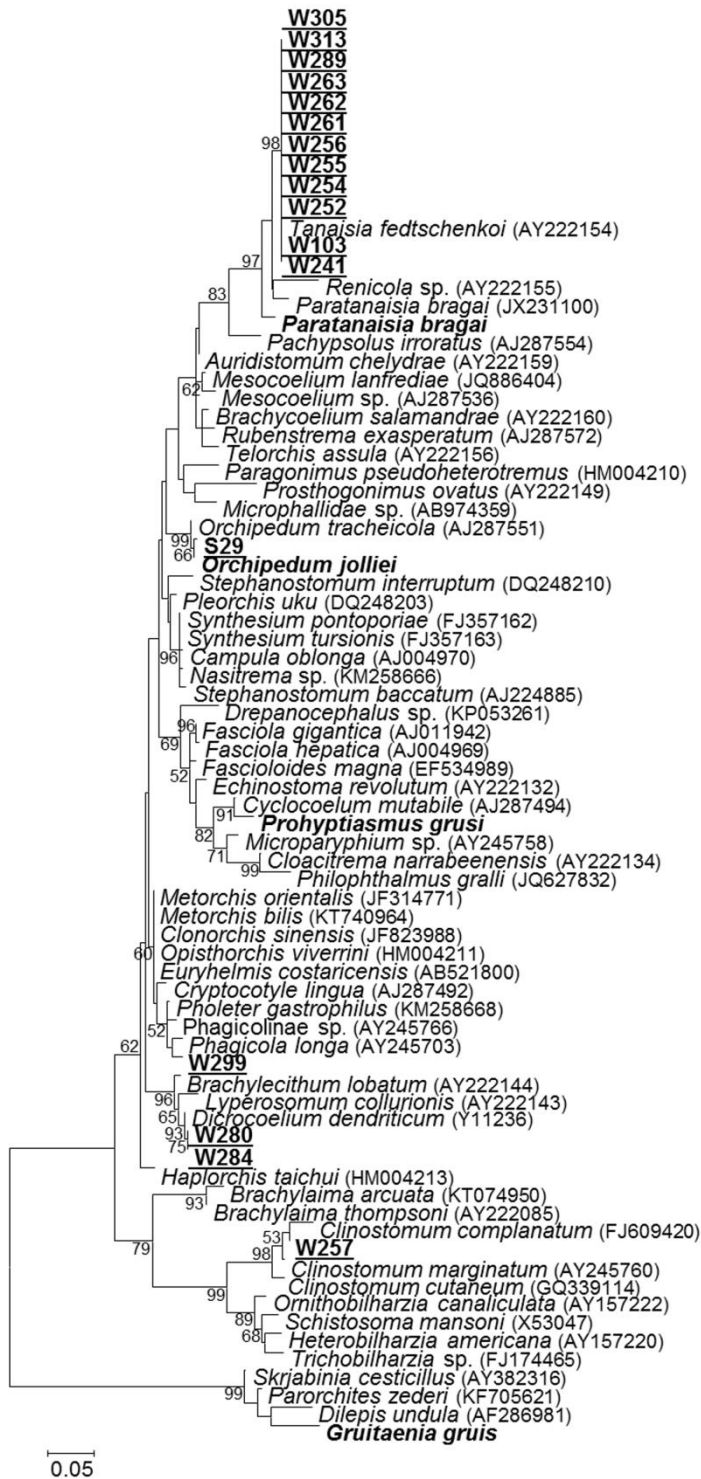 W305
W313
W289
W263
W262
W261
98 W256
W255
W254
W252
Tanaisia fedtschenkoi (AY222154)
W103
97 W241
Renicola sp. (AY222155)
83 Paratanaisia bragai (JX231100)
Paratanaisia bragai
Pachypsolus irroratus (AJ287554)
Auridistomum chelydrae (AY222159)
Mesocoelium lanfrediae (JQ886404)
62 Mesocoelium sp. (AJ287536)
Brachycoelium salamandrae (AY222160)
Rubenstrema exasperatum (AJ287572)
Telorchis assula (AY222156)
Paragonimus pseudoheterotremus (HM004210)
Prosthogonimus ovatus (AY222149)
Microphallidae sp. (AB974359)
Orchipedum tracheicola (AJ287551)
99 S29
66 Orchipedum jolliei
Stephanostomum interruptum (DQ248210)
Pleorchis uku (DQ248203)
Synthesium pontoporiae (FJ357162)
Synthesium tursionis (FJ357163)
96 Campula oblonga (AJ004970)
Nasitrema sp. (KM258666)
Stephanostomum baccatum (AJ224885)
Drepanocephalus sp. (KP053261)
96 Fasciola gigantica (AJ011942)
69 Fasciola hepatica (AJ004969)
52 Fascioloides magna (EF534989)
Echinostoma revolutum (AY222132)
Cyclocoelum mutabile (AJ287494)
91 Prohyptiasmus grusi
82 Microparyphium sp. (AY245758)
71 Cloacitrema narrabeenensis (AY222134)
99 Philophthalmus gralli (JQ627832)
Metorchis orientalis (JF314771)
Metorchis bilis (KT740964)
Clonorchis sinensis (JF823988)
60 Opisthorchis viverrini (HM004211)
Euryhelmis costaricensis (AB521800)
Cryptocotyle lingua (AJ287492)
Pholeter gastrophilus (KM258668)
52 Phagicolinae sp. (AY245766)
62 Phagicola longa (AY245703)
W299
Brachylecithum lobatum (AY222144)
96 Lyperosomum collurionis (AY222143)
65 Dicrocoelium dendriticum (Y11236)
93 W280
75 W284
Haplorchis taichui (HM004213)
Brachylaima arcuata (KT074950)
93 Brachylaima thompsoni (AY222085)
Clinostomum complanatum (FJ609420)
79 53 W257
98 Clinostomum marginatum (AY245760)
Clinostomum cutaneum (GQ339114)
99 Ornithobilharzia canaliculata (AY157222)
89 Schistosoma mansoni (X53047)
68 Heterobilharzia americana (AY157220)
Trichobilharzia sp. (FJ174465)
Skrjabinia cesticillus (AY382316)
99 Parorchites zederi (KF705621)
Dilepis undula (AF286981)
Gruitaenia gruis
0.05